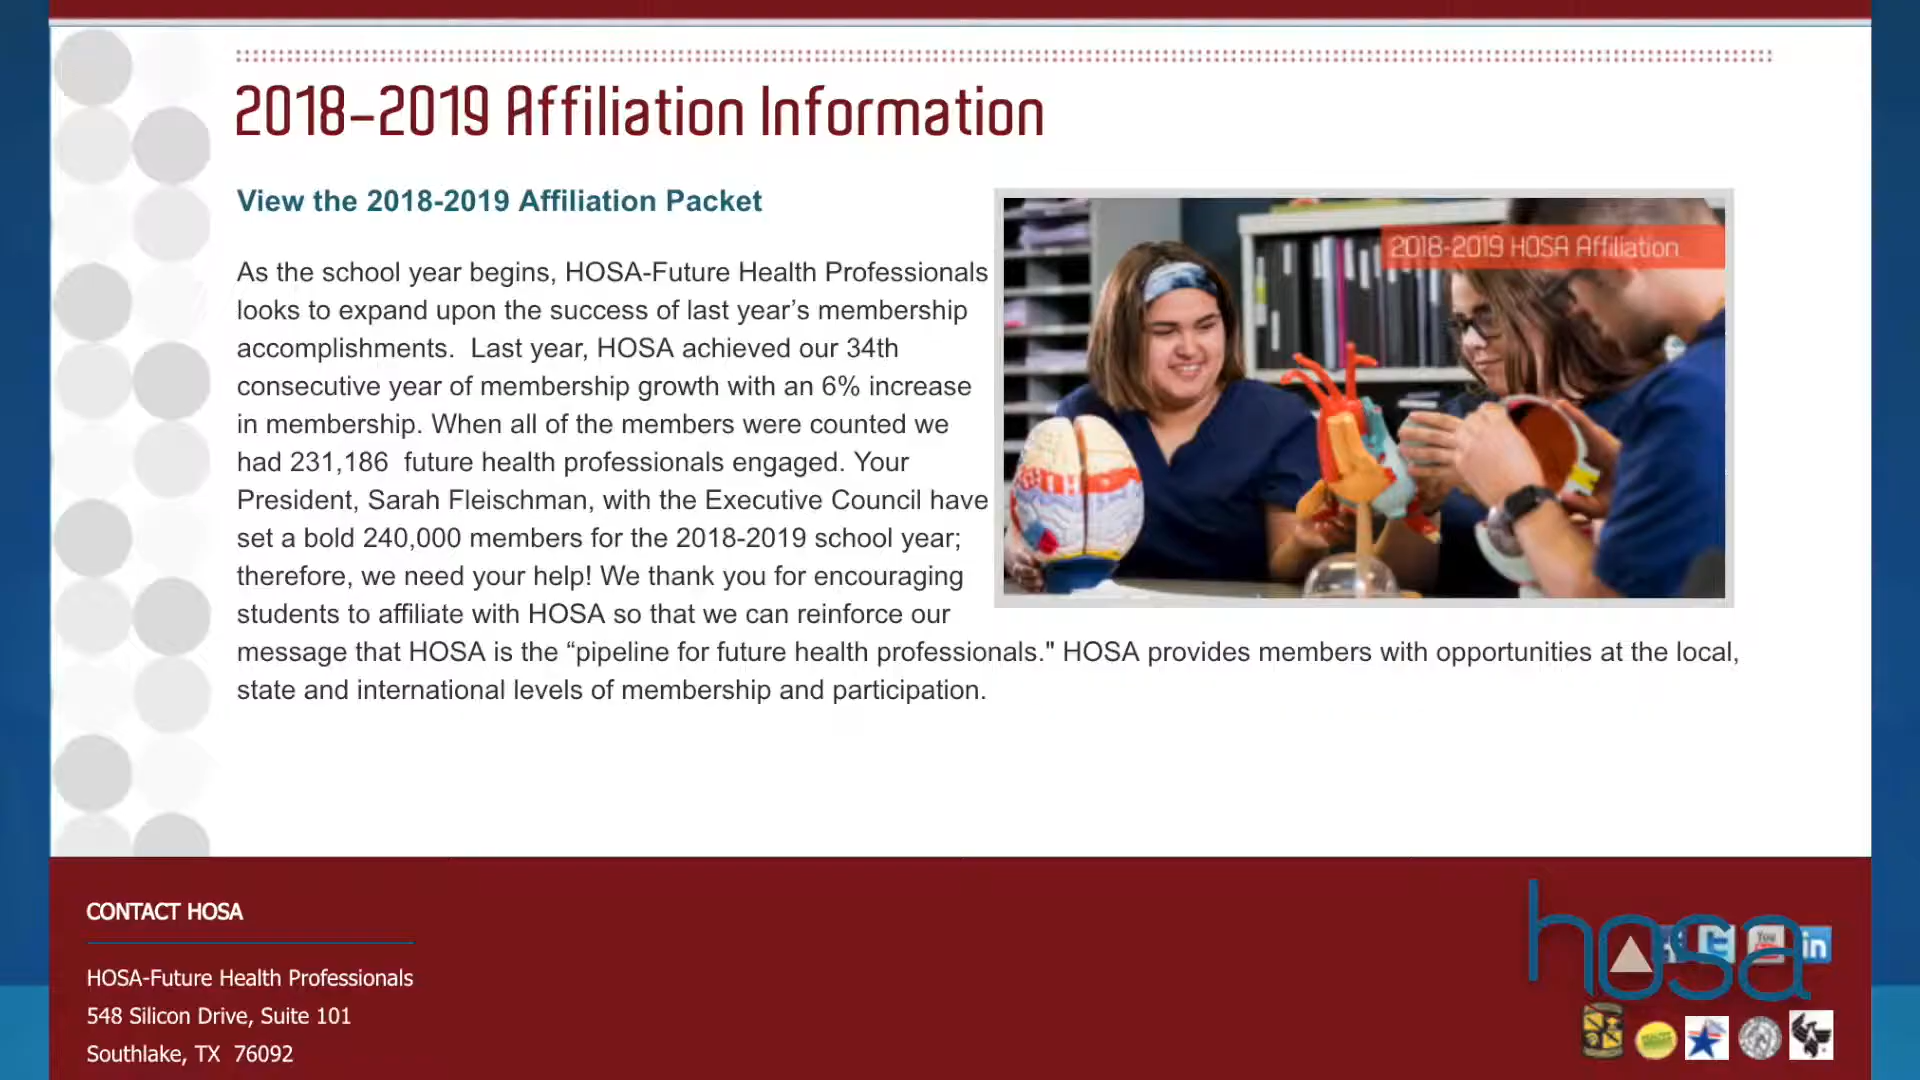 2018-2019 Affiliation Information
View the 2018-2019 Affiliation Packet
As the school year begins, HOSA-Future Health Professionals
looks to expand upon the success of last year’s membership
accomplishments.  Last year, HOSA achieved our 34th
consecutive year of membership growth with an 6% increase
in membership. When all of the members were counted we
had 231,186  future health professionals engaged. Your
President, Sarah Fleischman, with the Executive Council have
set a bold 240,000 members for the 2018-2019 school year;
therefore, we need your help! We thank you for encouraging
students to affiliate with HOSA so that we can reinforce our
message that HOSA is the “pipeline for future health professionals." HOSA provides members with opportunities at the local,
state and international levels of membership and participation.
2018-2019 HOSA Affiliation
CONTACT HOSA
HOSA-Future Health Professionals
548 Silicon Drive, Suite 101
Southlake, TX  76092
hosa
You
in